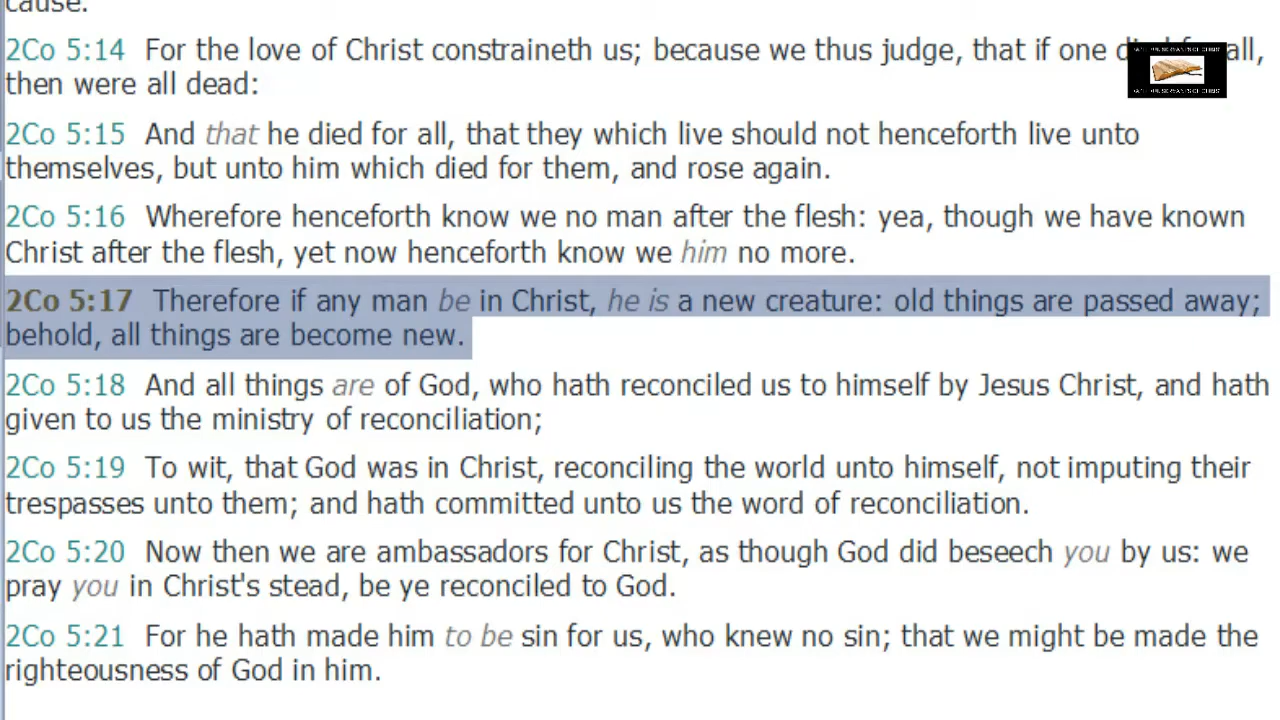 cause.
2Co 5:14 For the love of Christ constraineth us; because we thus judge, that if one all,
then were all dead:
2Co 5:15 And that he died for all, that they which live should not henceforth live unto
themselves, but unto him which died for them, and rose again.
2Co 5:16 Wherefore henceforth know we no man after the flesh: yea, though we have known
Christ after the flesh, yet now henceforth know we him no more.
2Co 5:17 Therefore if any man be in Christ, he is a new creature: old things are passed away;
behold, all things are become new.
2Co 5:18 And all things are of God, who hath reconciled us to himself by Jesus Christ, and hath
given to us the ministry of reconciliation;
2Co 5:19 To wit, that God was in Christ, reconciling the world unto himself, not imputing their
trespasses unto them; and hath committed unto us the word of reconciliation.
2Co 5:20 Now then we are ambassadors for Christ, as though God did beseech you by us: we
pray you in Christ's stead, be ye reconciled to God.
2Co 5:21 For he hath made him to be sin for us, who knew no sin; that we might be made the
righteousness of God in him.